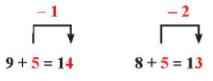 – 1
9 + 5 = 14
– 2
8 + 5 = 13